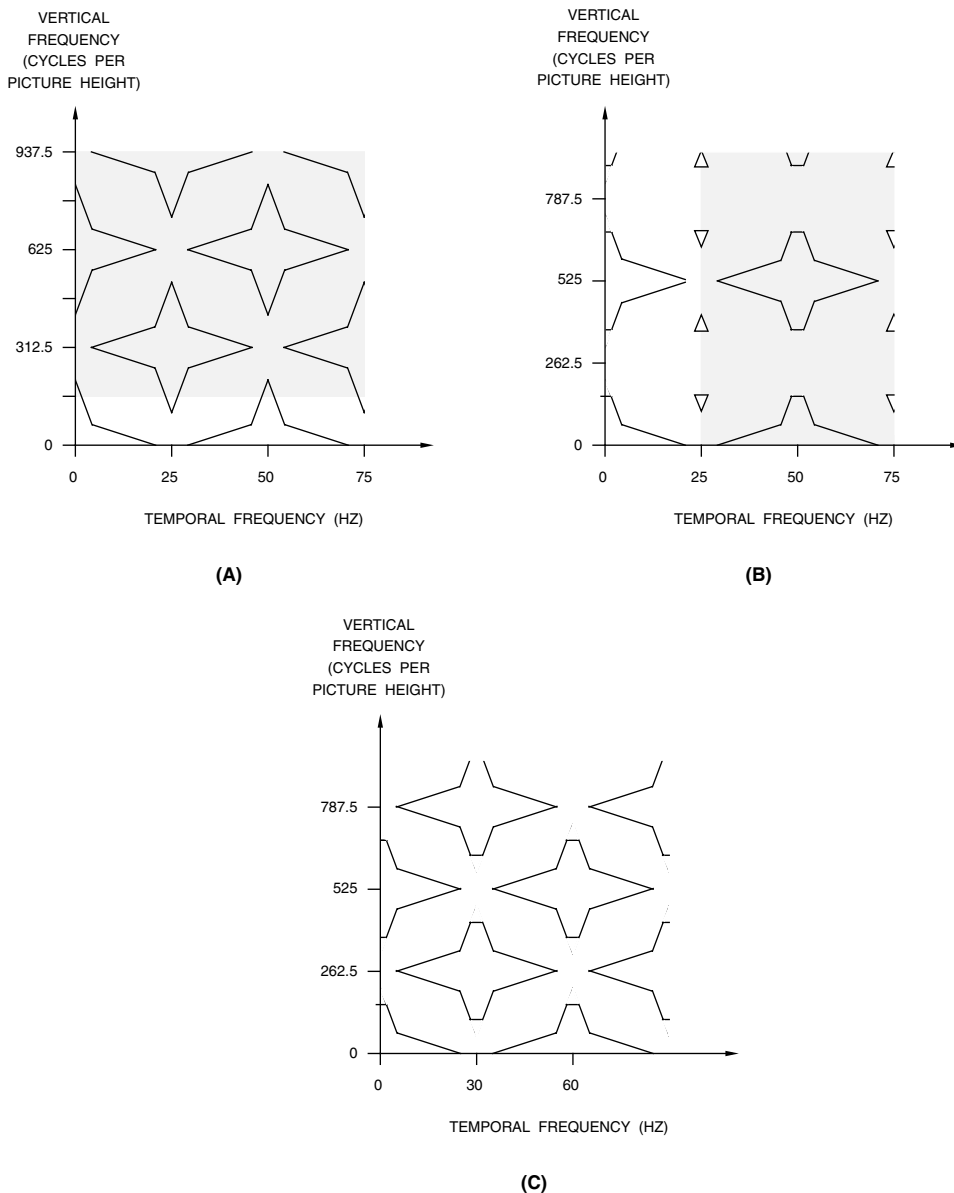 VERTICAL
FREQUENCY
(CYCLES PER
PICTURE HEIGHT)
937.5
625
312.5
0
0
25
50
75
TEMPORAL FREQUENCY (HZ)
(A)
VERTICAL
FREQUENCY
(CYCLES PER
PICTURE HEIGHT)
787.5
525
262.5
0
0
25
50
75
TEMPORAL FREQUENCY (HZ)
(B)
VERTICAL
FREQUENCY
(CYCLES PER
PICTURE HEIGHT)
787.5
525
262.5
0
0
30
60
TEMPORAL FREQUENCY (HZ)
(C)